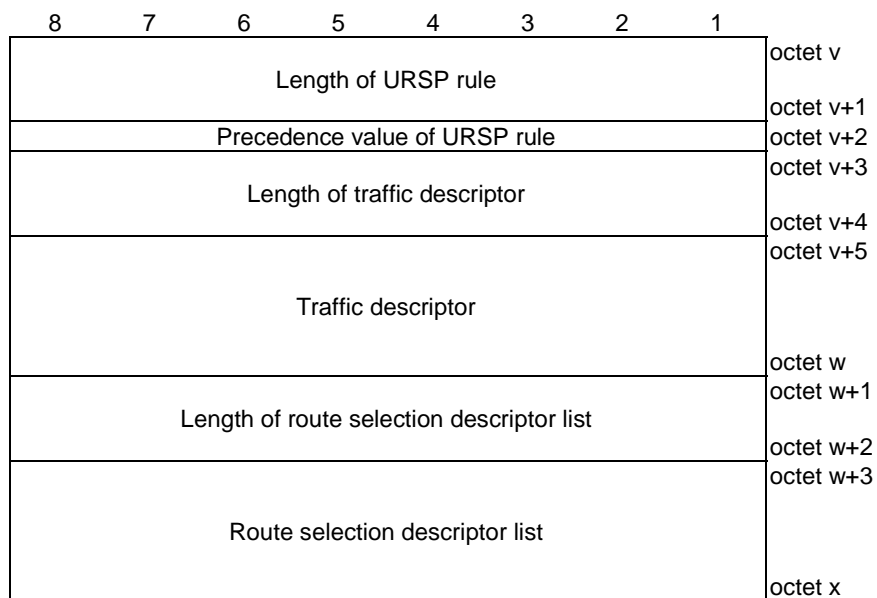 8 7 6 5 4 3 2 1
octet v
Length of URSP rule
octet v+1
Precedence value of URSP rule octet v+2
octet v+3
Length of traffic descriptor
octet v+4
octet v+5
Traffic descriptor
octet w
octet w+1
Length of route selection descriptor list
octet w+2
octet w+3
Route selection descriptor list
octet x